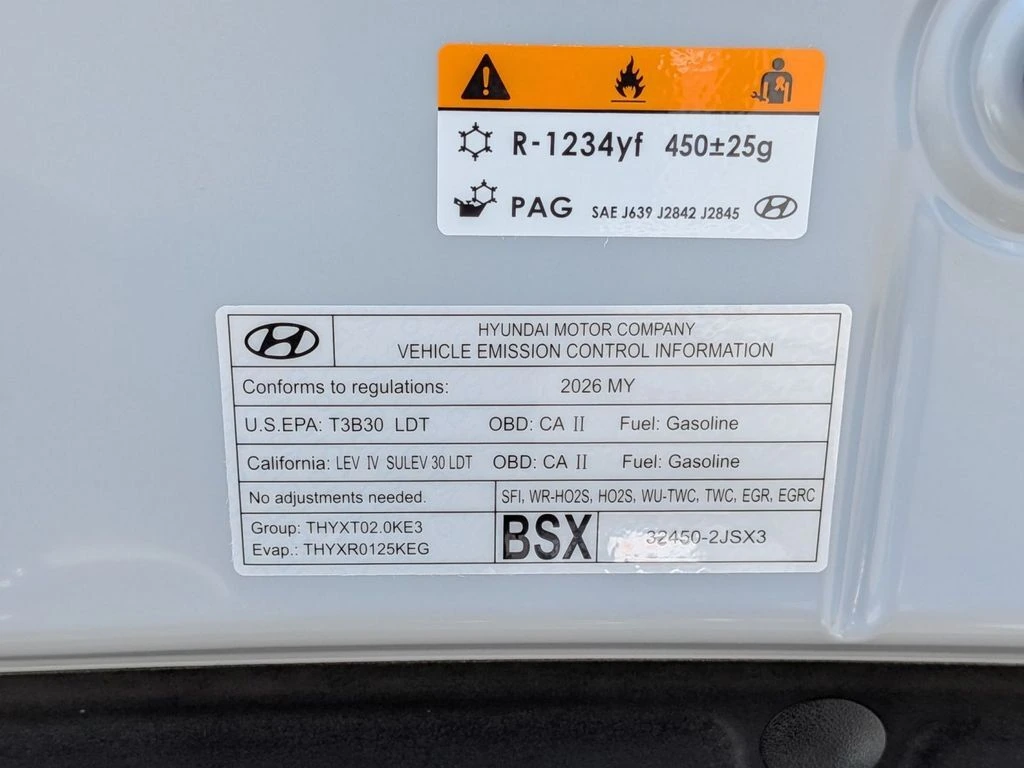 R-1234yf 450±25g
PAG SAE J639 J2842 J2845
HYUNDAI MOTOR COMPANY
VEHICLE EMISSION CONTROL INFORMATION
Conforms to regulations: 2026 MY
U.S.EPA: T3B30 LDT OBD: CA II Fuel: Gasoline
California: LEV IV SULEV 30 LDT OBD: CA II Fuel: Gasoline
No adjustments needed. SFI, WR-HO2S, HO2S, WU-TWC, TWC, EGR, EGRC
Group: THYXT02.0KE3
Evap.: THYXR0125KEG
BSX 32450-2JSX3